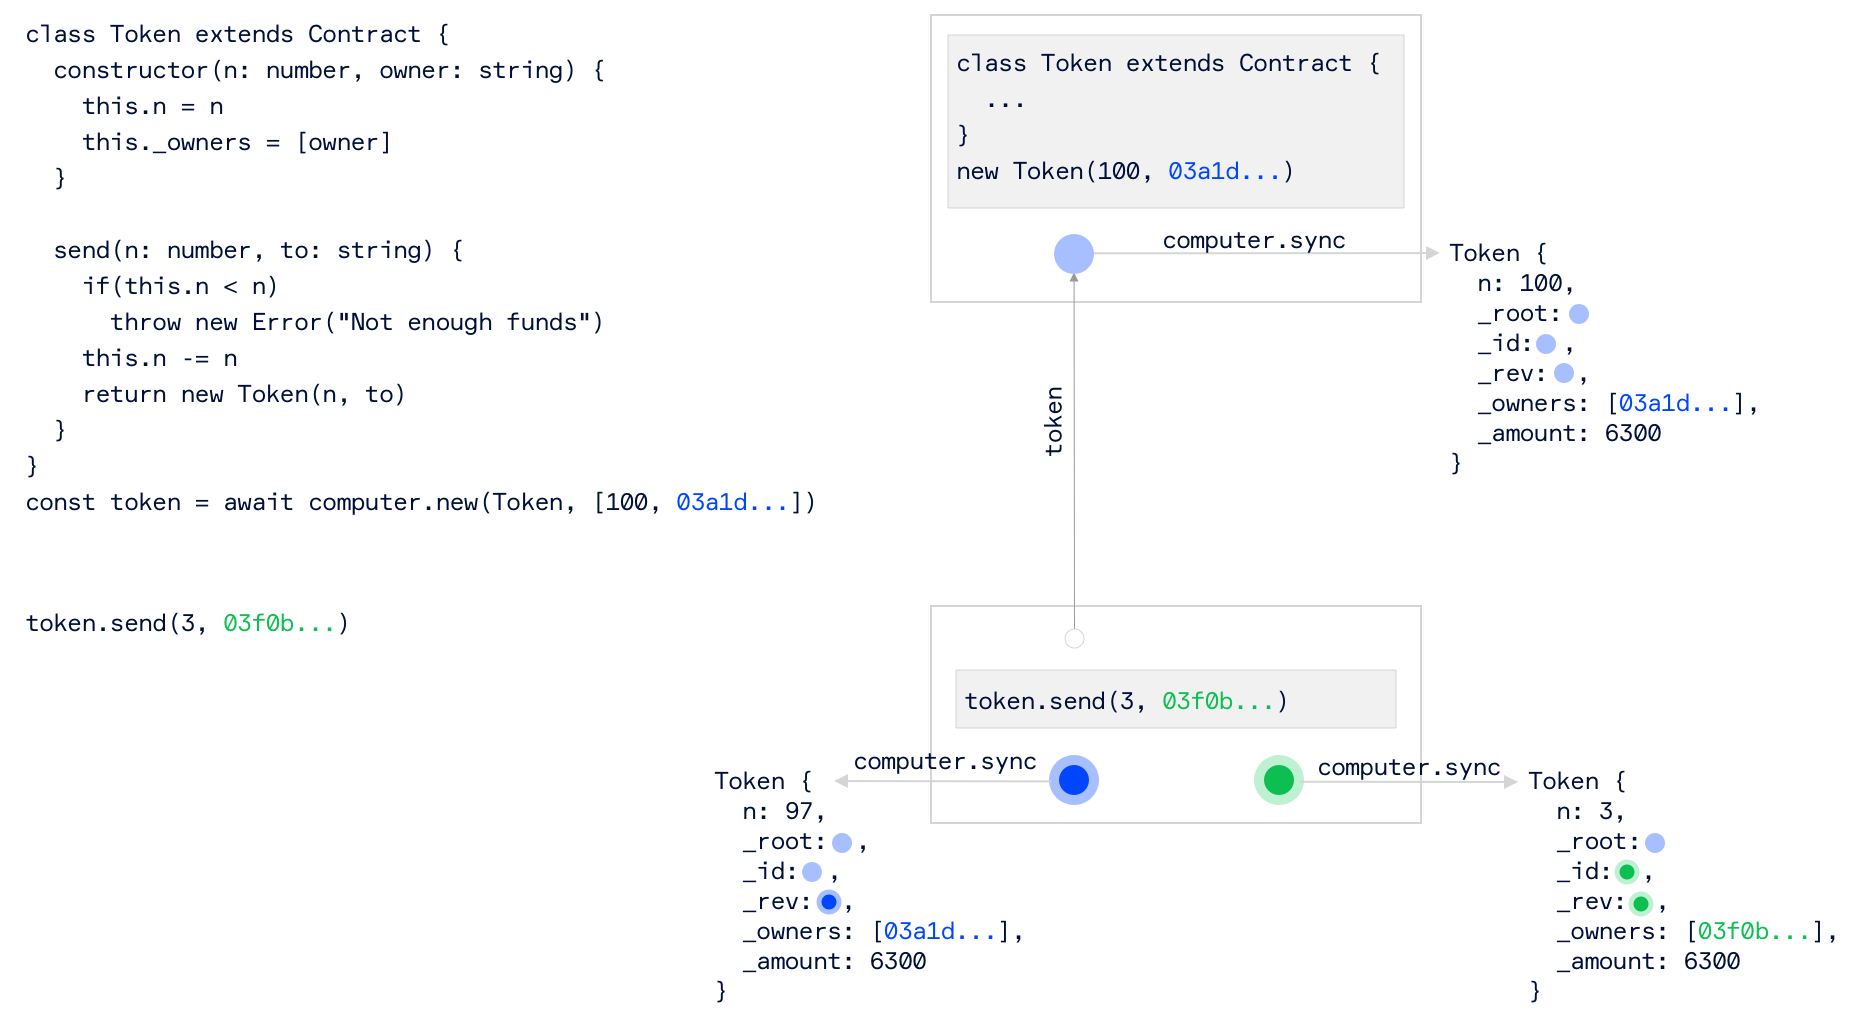 class Token extends Contract {
  constructor(n: number, owner: string) {
    this.n = n
    this._owners = [owner]
  }

  send(n: number, to: string) {
    if(this.n < n)
      throw new Error("Not enough funds")
    this.n -= n
    return new Token(n, to)
  }
}
const token = await computer.new(Token, [100, 03a1d...])
token.send(3, 03f0b...)
class Token extends Contract {
  ...
}
new Token(100, 03a1d...)
computer.sync
Token {
  n: 100,
  _root:
  _id: ,
  _rev: ,
  _owners: [03a1d...],
  _amount: 6300
}
token
token.send(3, 03f0b...)
computer.sync
Token {
  n: 97,
  _root: ,
  _id: ,
  _rev: ,
  _owners: [03a1d...],
  _amount: 6300
}
computer.sync
Token {
  n: 3,
  _root:
  _id: ,
  _rev: ,
  _owners: [03f0b...],
  _amount: 6300
}